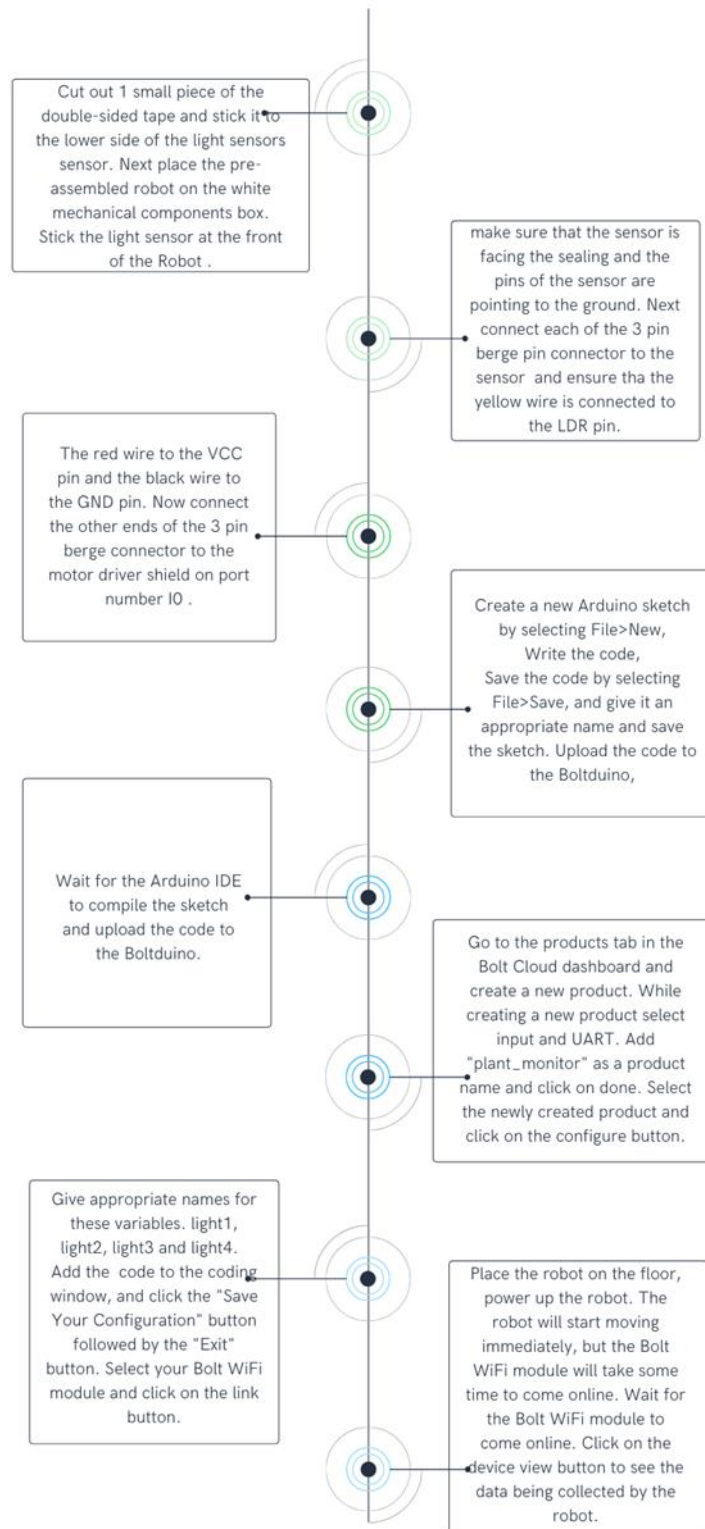 Cut out 1 small piece of the
double-sided tape and stick it to
the lower side of the light sensors
sensor. Next place the pre-
assembled robot on the white
mechanical components box.
Stick the light sensor at the front
of the Robot .
make sure that the sensor is
facing the sealing and the
pins of the sensor are
pointing to the ground. Next
connect each of the 3 pin
berge pin connector to the
sensor  and ensure tha the
yellow wire is connected to
the LDR pin.
The red wire to the VCC
pin and the black wire to
the GND pin. Now connect
the other ends of the 3 pin
berge connector to the
motor driver shield on port
number I0 .
Create a new Arduino sketch
by selecting File>New,
Write the code,
Save the code by selecting
File>Save, and give it an
appropriate name and save
the sketch. Upload the code to
the Boltduino,
Wait for the Arduino IDE
to compile the sketch
and upload the code to
the Boltduino.
Go to the products tab in the
Bolt Cloud dashboard and
create a new product. While
creating a new product select
input and UART. Add
"plant_monitor" as a product
name and click on done. Select
the newly created product and
click on the configure button.
Give appropriate names for
these variables. light1,
light2, light3 and light4.
Add the  code to the coding
window, and click the "Save
Your Configuration" button
followed by the "Exit"
button. Select your Bolt WiFi
module and click on the link
button.
Place the robot on the floor,
power up the robot. The
robot will start moving
immediately, but the Bolt
WiFi module will take some
time to come online. Wait for
the Bolt WiFi module to
come online. Click on the
device view button to see the
data being collected by the
robot.